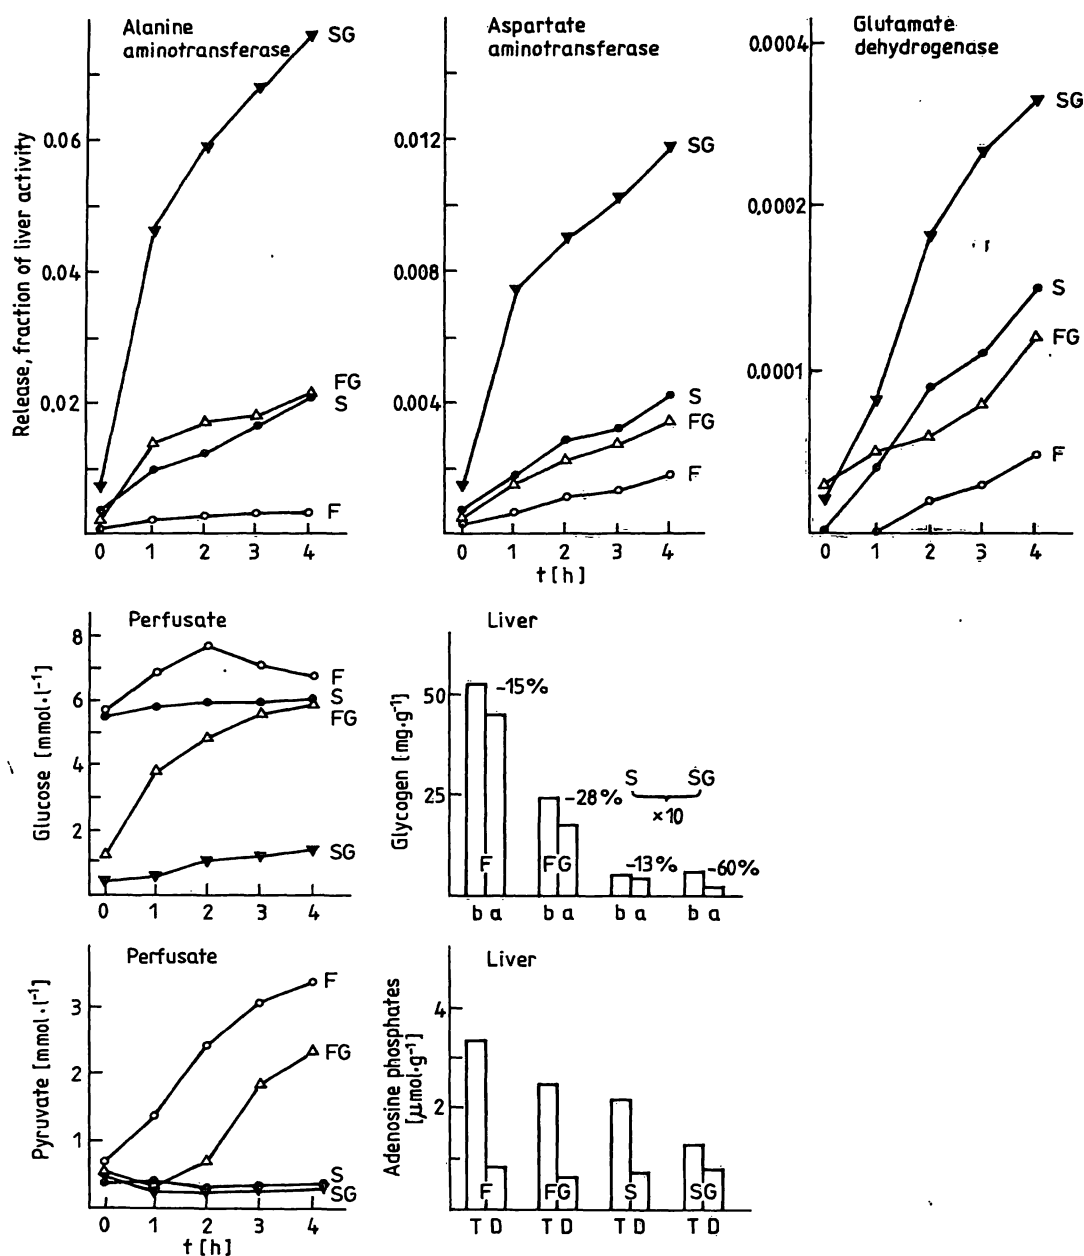 Alanine
aminotransferase
SG
0.06
0.04
0.02
FG
S
F
0 1 2 3 4
Release, fraction of liver activity
Aspartate
aminotransferase
0.012
SG
0.008
0.004
S
FG
F
0 1 2 3 4
t [h]
Glutamate
dehydrogenase
0.0004
SG
0.0002
S
FG
0.0001
F
0 1 2 3 4
Perfusate
8
6
4
2
F
S
FG
SG
0 1 2 3 4
Glucose [mmol·l⁻¹]
Liver
50
25
-15%
-28%
S SG
×10
-13%
-60%
F FG
b a b a b a b a
Glycogen [mg·g⁻¹]
Perfusate
3
2
1
F
FG
S
SG
0 1 2 3 4
t [h]
Pyruvate [mmol·l⁻¹]
Liver
4
2
F FG S SG
T D T D T D T D
Adenosine phosphates
[μmol·g⁻¹]